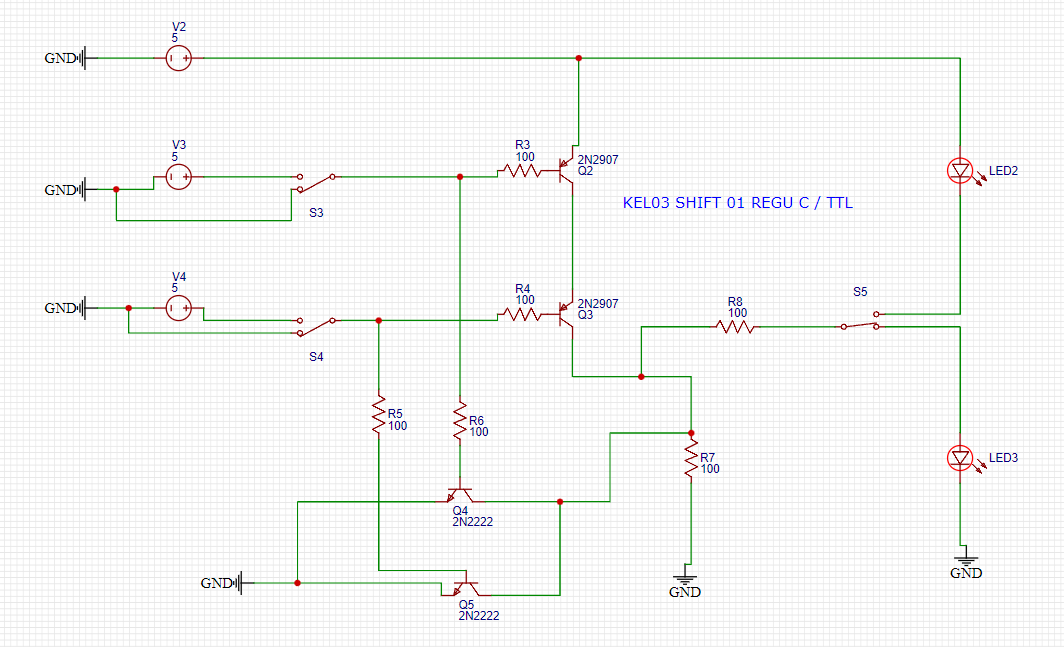 V2
5
GND
V3
5
R3
100
2N2907
Q2
LED2
GND
KEL03 SHIFT 01 REGU C / TTL
S3
V4
5
R4
100
2N2907
Q3
S5
R8
100
GND
S4
R5
100
R6
100
R7
100
LED3
Q4
2N2222
GND
GND
GND
Q5
2N2222